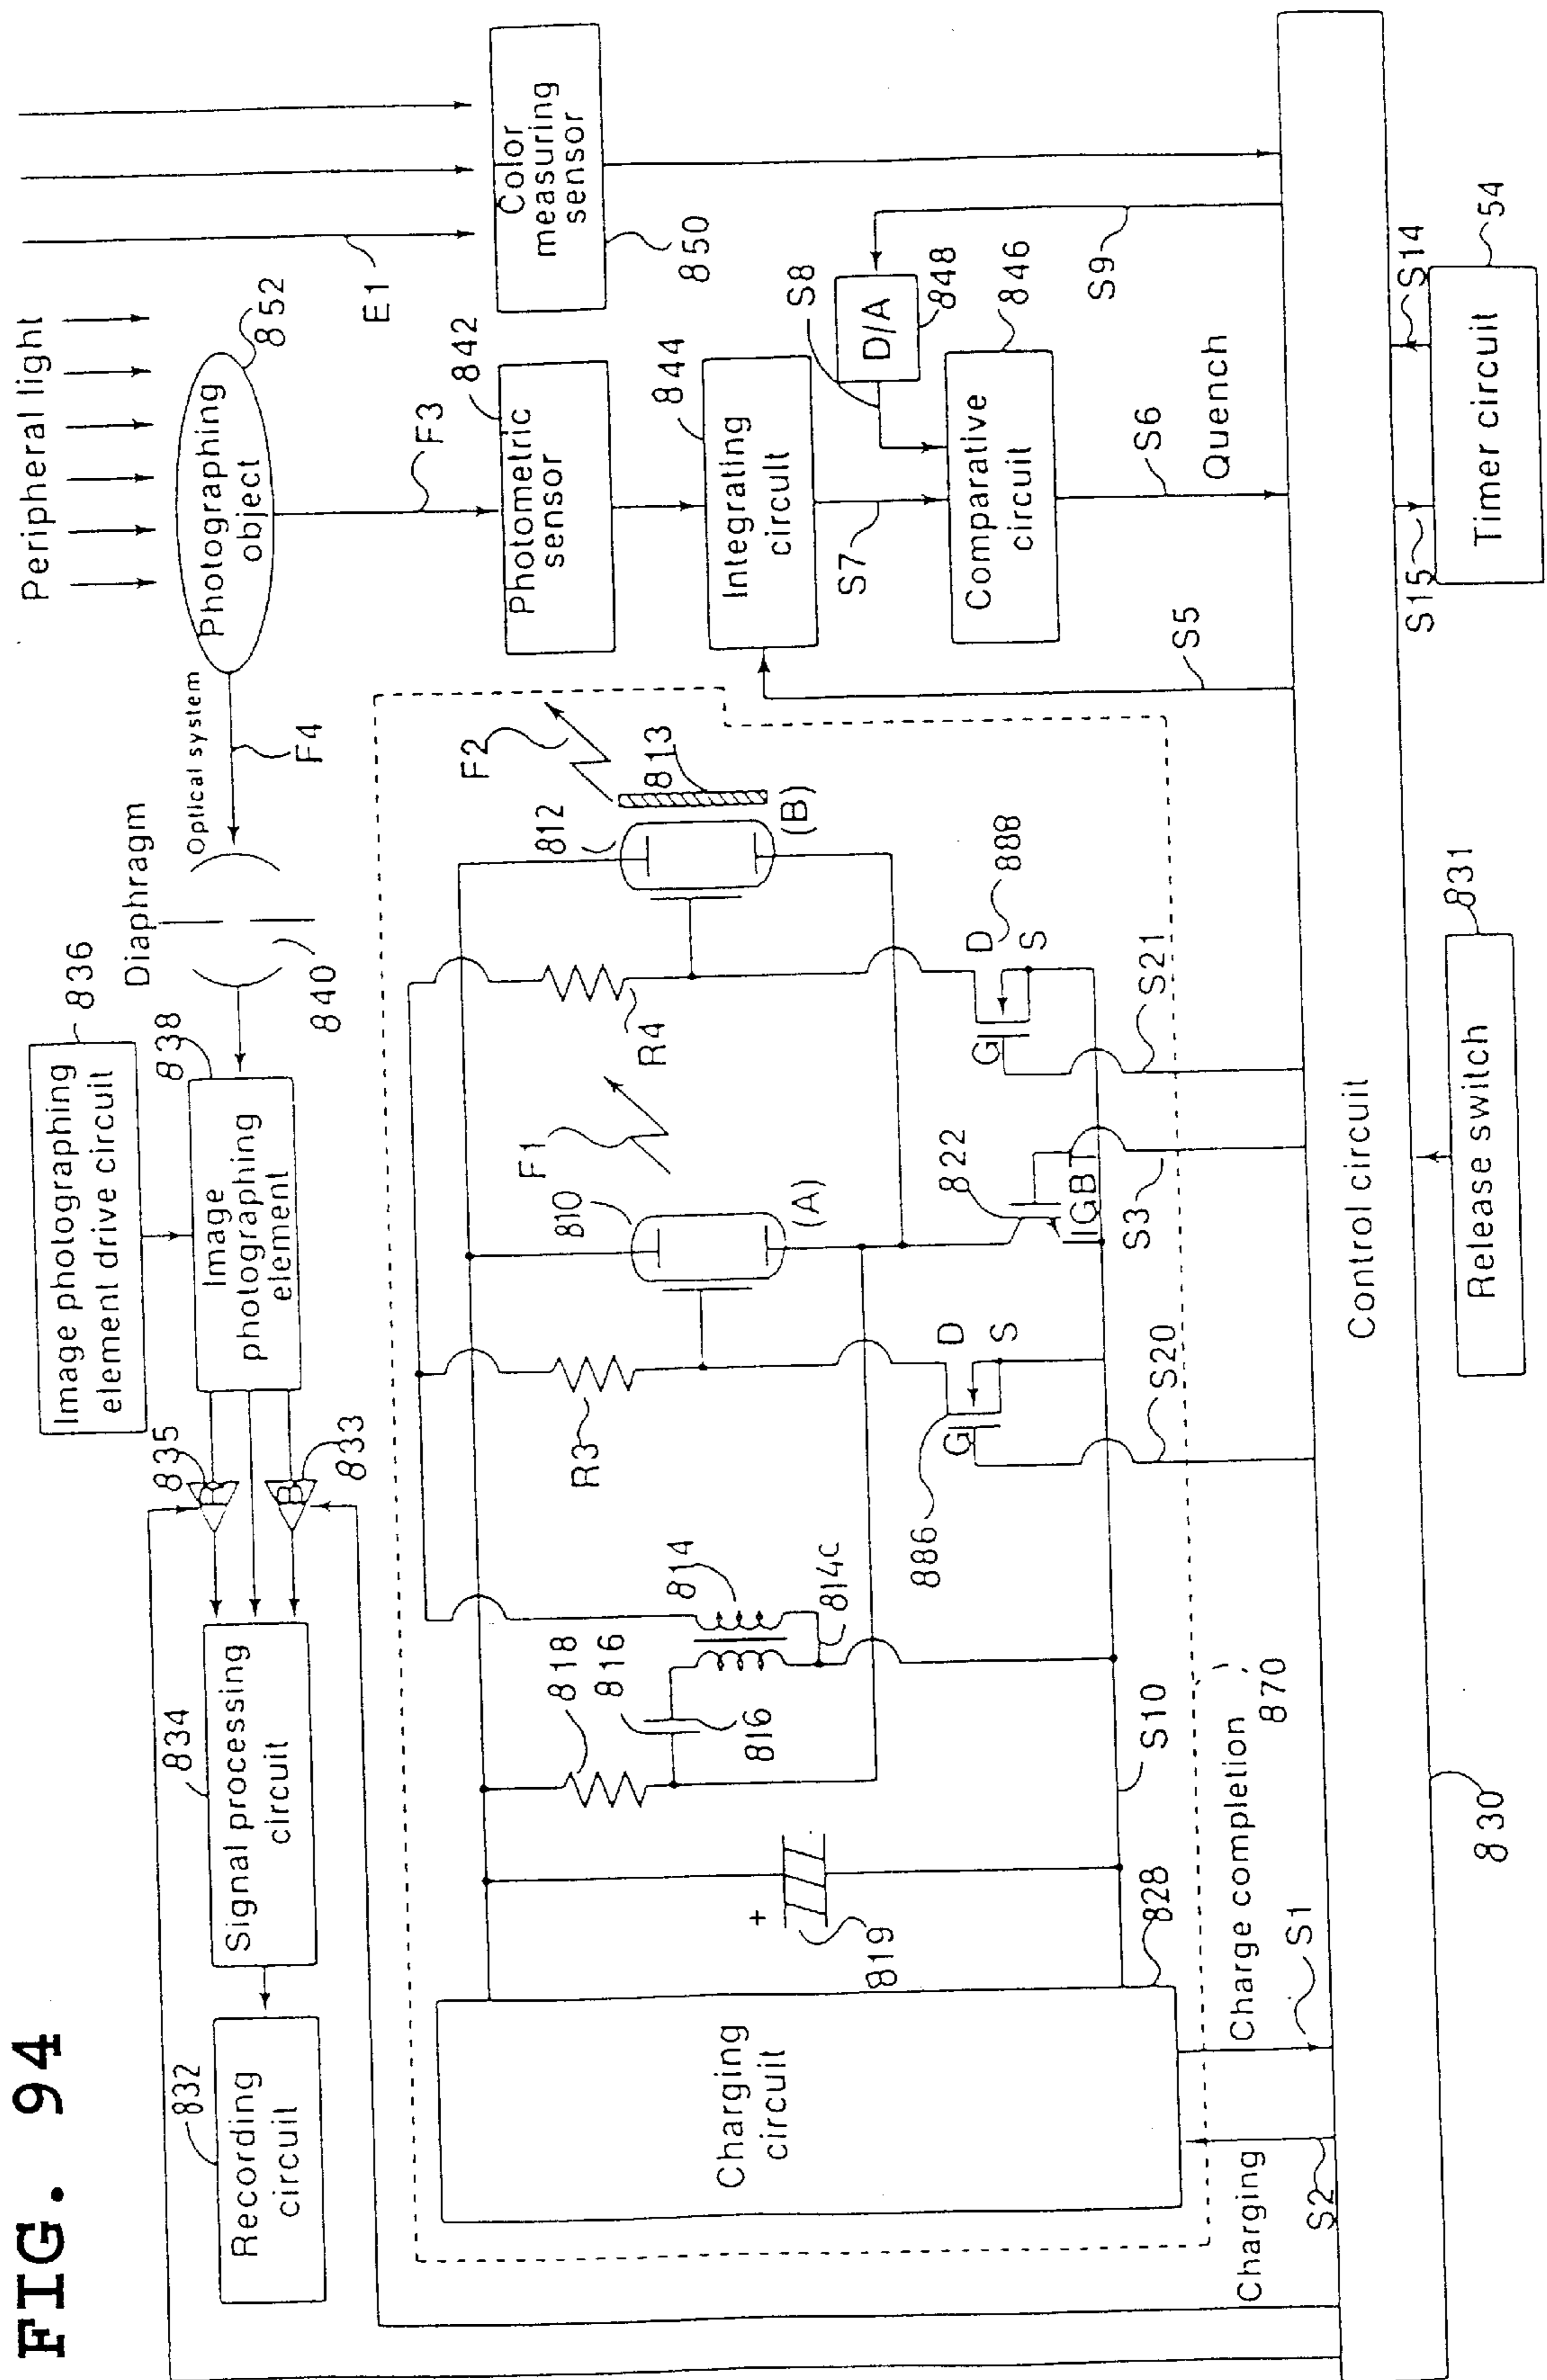 FIG. 94
Peripheral light
Photographing
object
852
E1
Color
measuring
sensor
850
F3
Photometric
sensor
842
Integrating
circuit
844
D/A
848
S8
S7
Comparative
circuit
846
S9
S6
Quench
S5
Optical system
F4
Diaphragm
840
Image photographing
element drive circuit
836
Image
photographing
element
838
835
R
B
833
Signal processing
circuit
834
Recording
circuit
832
F2
813
812
(B)
R4
F1
810
(A)
R3
D
888
S
G
S21
822
IGBT
S3
D
S
G
886
S20
814
814C
818
816
816
+
819
S10
828
Charging
circuit
870
Charge completion
S1
Charging
S2
Control circuit
830
S14
S15
Timer circuit
54
Release switch
831